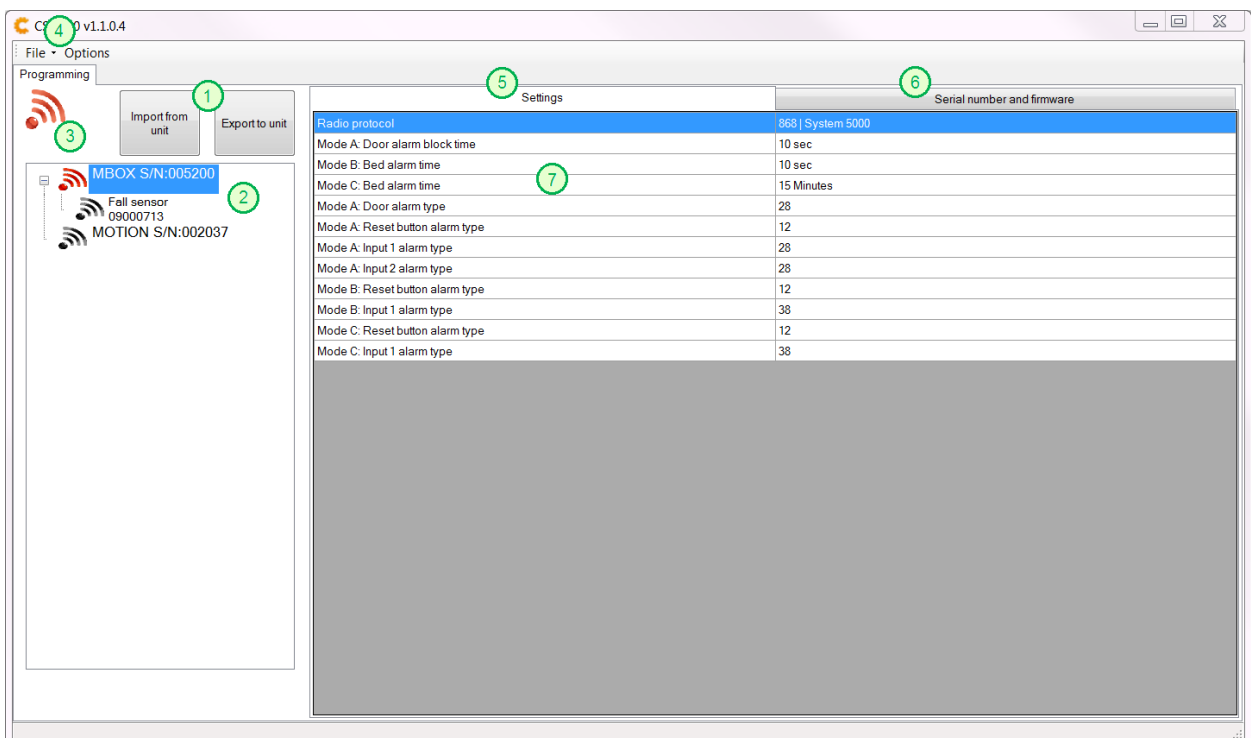 v1.1.0.4
4
File Options
Programming
1
5
6
Import from
unit
Export to unit
Settings
Serial number and firmware
3
Radio protocol 868 | System 5000
Mode A: Door alarm block time 10 sec
Mode B: Bed alarm time 10 sec
7
Mode C: Bed alarm time 15 Minutes
Mode A: Door alarm type 28
Mode A: Reset button alarm type 12
Mode A: Input 1 alarm type 28
Mode A: Input 2 alarm type 28
Mode B: Reset button alarm type 12
Mode B: Input 1 alarm type 38
Mode C: Reset button alarm type 12
Mode C: Input 1 alarm type 38
MBOX S/N:005200
2
Fall sensor
09000713
MOTION S/N:002037